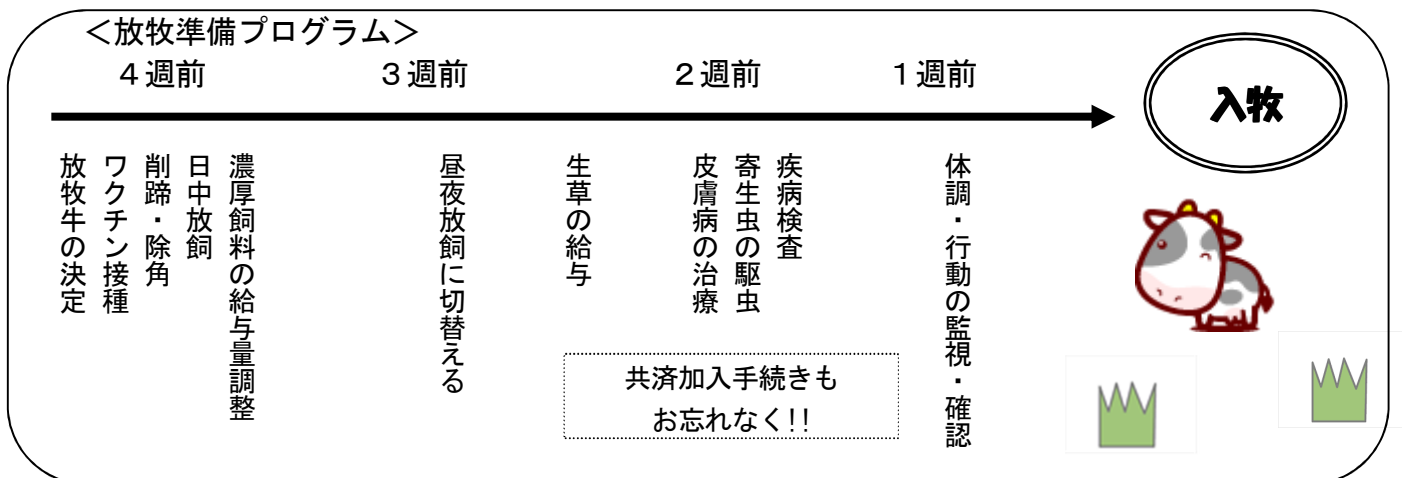 ＜放牧準備プログラム＞
４週前
３週前
２週前
１週前
入牧
放牧牛の決定
ワクチン接種
削蹄・除角
日中放飼
濃厚飼料の給与量調整
昼夜放飼に切替える
生草の給与
皮膚病の治療
寄生虫の駆虫
疾病検査
体調・行動の監視・確認
共済加入手続きも
お忘れなく!!